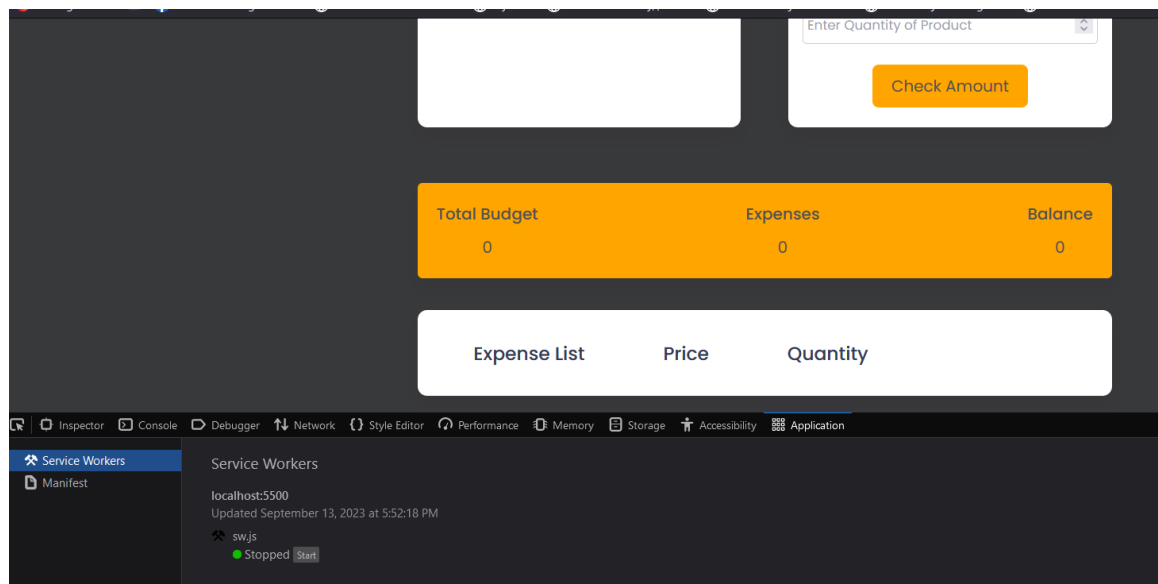 Enter Quantity of Product
Check Amount
Total Budget Expenses Balance
0 0 0
Expense List Price Quantity
Inspector Console Debugger Network Style Editor Performance Memory Storage Accessibility Application
Service Workers
Manifest
Service Workers
localhost:5500
Updated September 13, 2023 at 5:52:18 PM
sw.js
Stopped Start